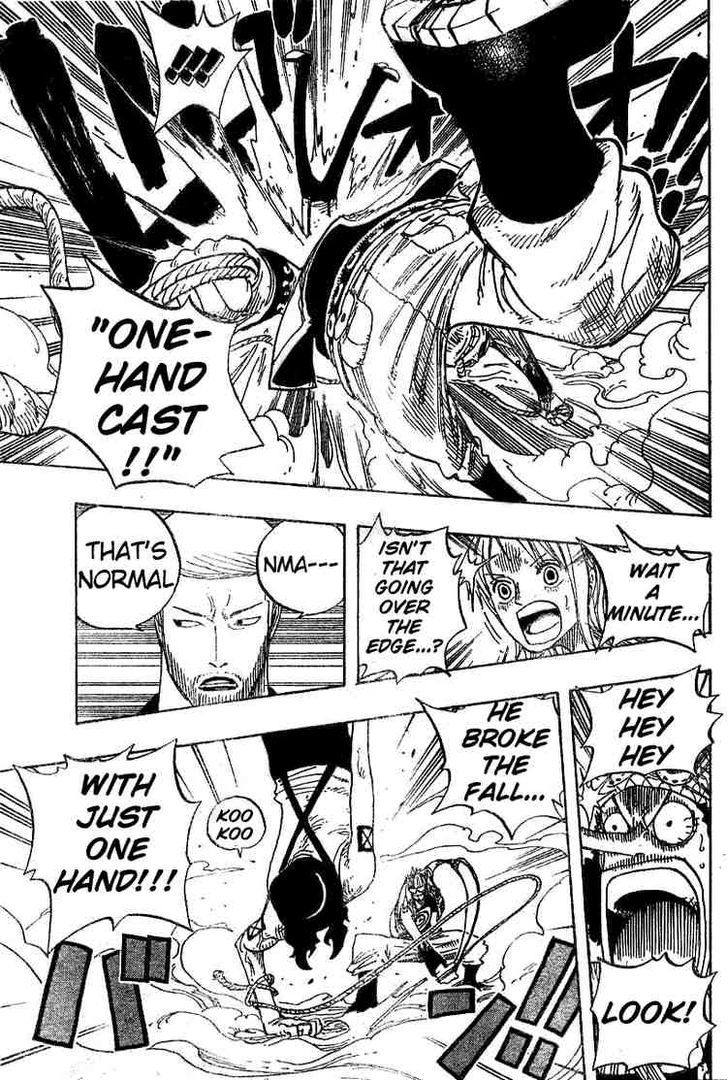 !!!!
"ONE-
HAND
CAST
!!"
WAIT
A
MINUTE...
ISN'T
THAT
GOING
OVER
THE
EDGE...?
NMA---
THAT'S
NORMAL
HEY
HEY
HEY
LOOK!
HE
BROKE
THE
FALL...
KOO
KOO
WITH
JUST
ONE
HAND!!!